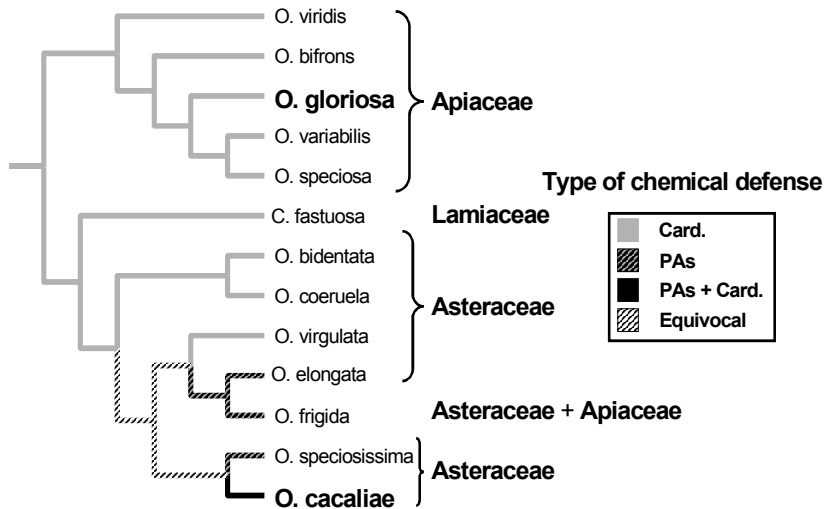 O. viridis
O. bifrons
O. gloriosa
Apiaceae
O. variabilis
O. speciosa
Type of chemical defense
C. fastuosa
Lamiaceae
Card.
O. bidentata
PAs
O. coeruela
Asteraceae
PAs + Card.
O. virgulata
Equivocal
O. elongata
O. frigida
Asteraceae + Apiaceae
O. speciosissima
Asteraceae
O. cacaliae